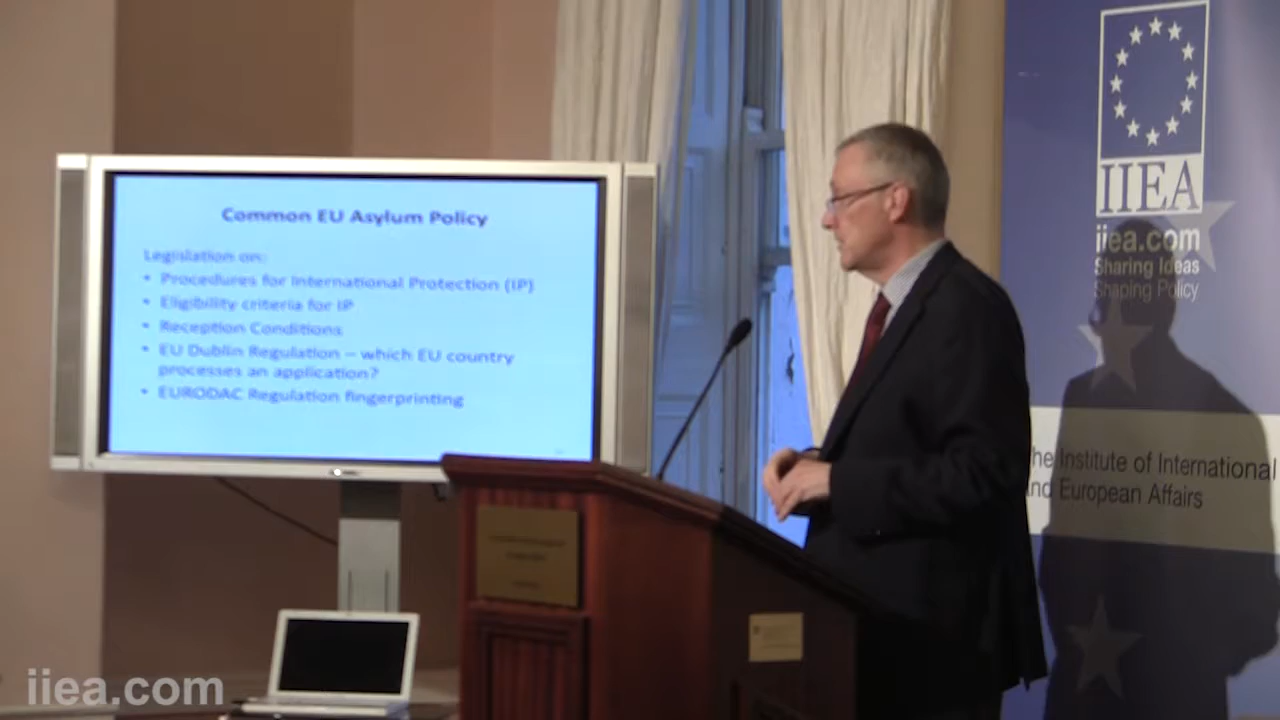 Common EU Asylum Policy
Legislation on:
• Procedures for International Protection (IP)
• Eligibility criteria for IP
• Reception Conditions
• EU Dublin Regulation – which EU country
processes an application?
• EURODAC Regulation fingerprinting
IIEA
iiea.com
Sharing Ideas
Shaping Policy
The Institute of International
and European Affairs
iiea.com